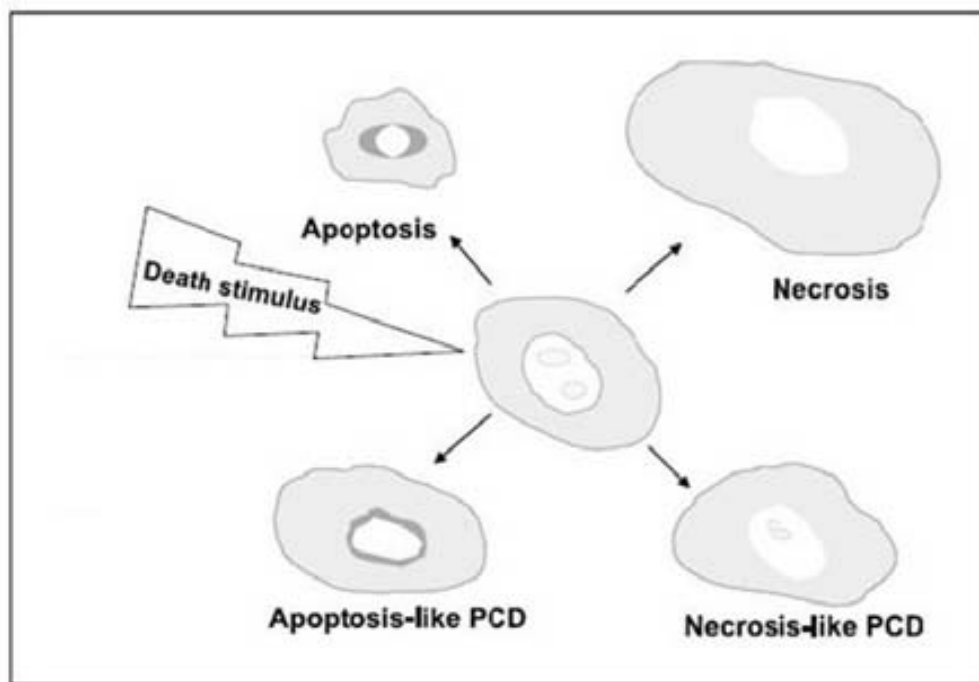 Apoptosis
Death stimulus
Necrosis
Apoptosis-like PCD
Necrosis-like PCD